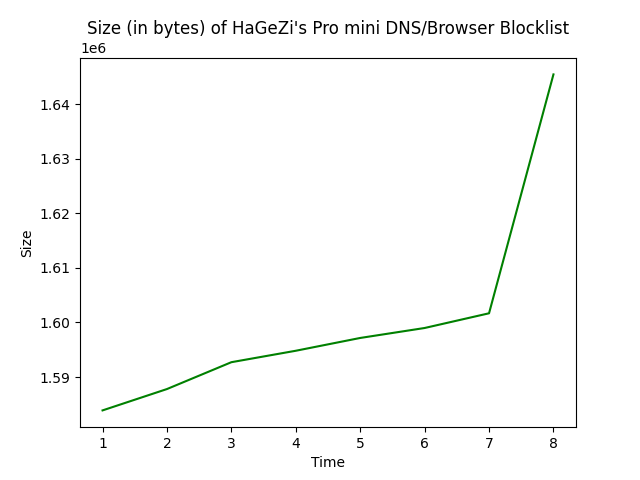 Size (in bytes) of HaGeZi's Pro mini DNS/Browser Blocklist
1e6
1.64
1.63
1.62
1.61
1.60
1.59
Size
1 2 3 4 5 6 7 8
Time